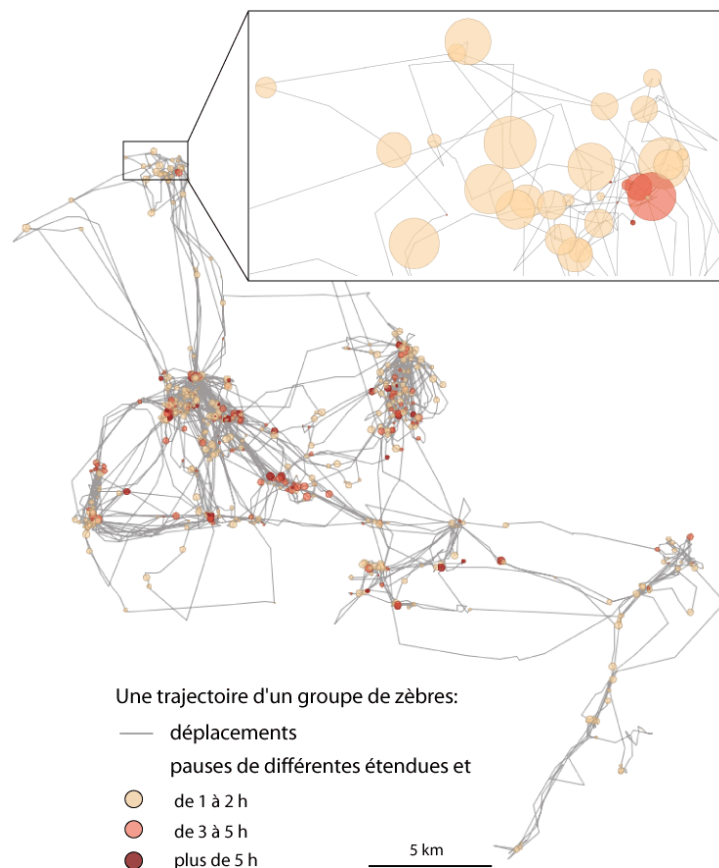 Une trajectoire d'un groupe de zèbres:
déplacements
pauses de différentes étendues et
de 1 à 2 h
de 3 à 5 h
plus de 5 h
5 km